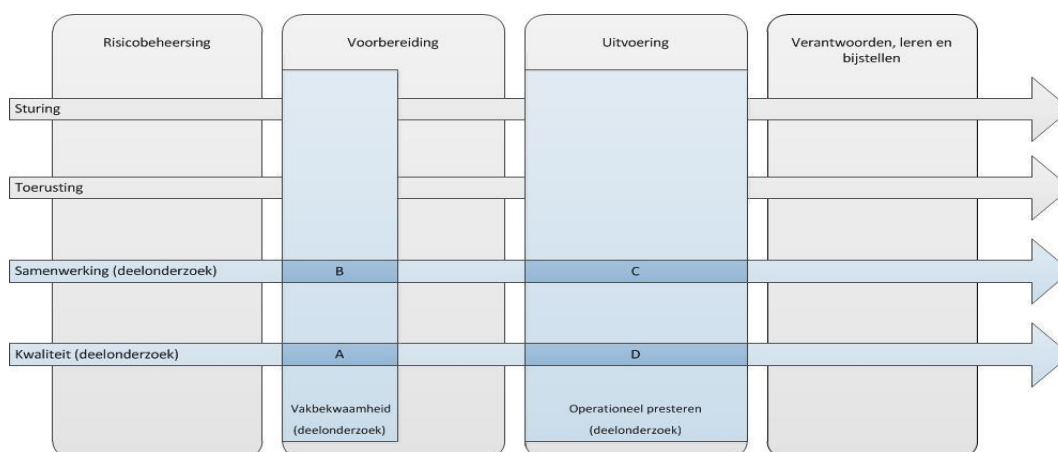 Risicobeheersing
Voorbereiding
Uitvoering
Verantwoorden, leren en
bijstellen
Sturing
Toerusting
Samenwerking (deelonderzoek)
B
C
Kwaliteit (deelonderzoek)
A
D
Vakbekwaamheid
(deelonderzoek)
Operationeel presteren
(deelonderzoek)